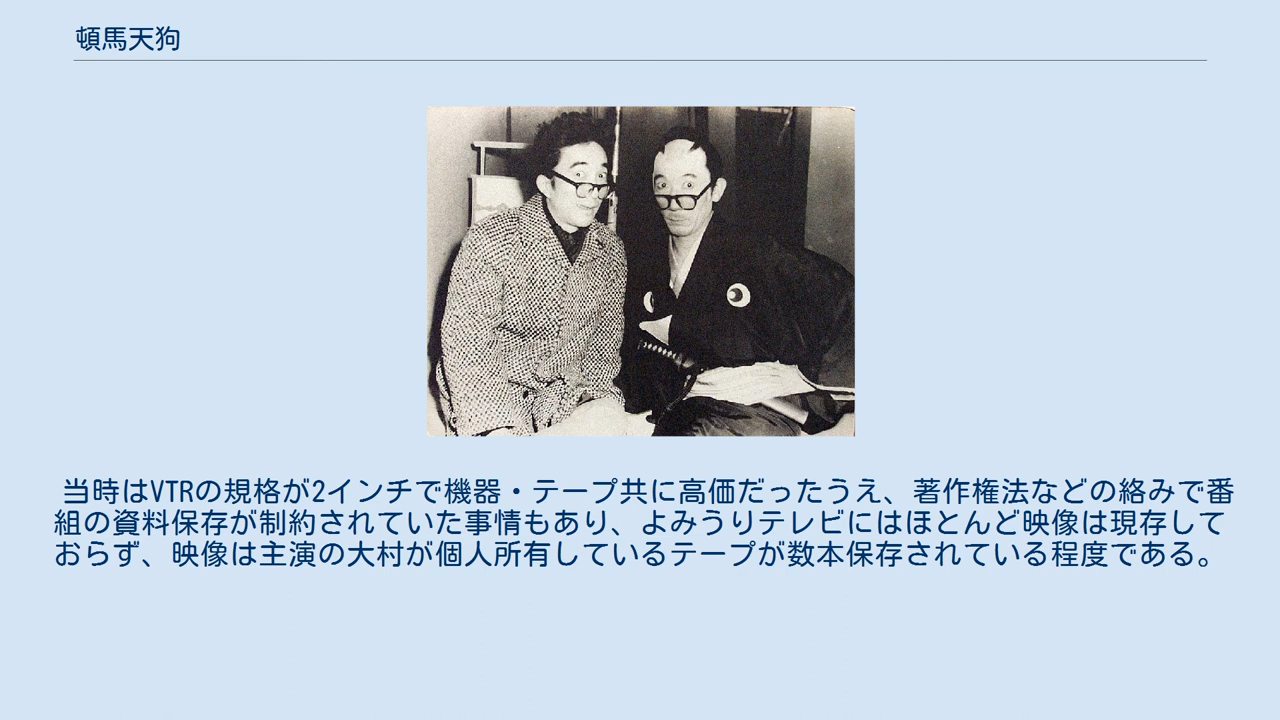 頓馬天狗
当時はVTRの規格が2インチで機器・テープ共に高価だったうえ、著作権法などの絡みで番
組の資料保存が制約されていた事情もあり、よみうりテレビにはほとんど映像は現存して
おらず、映像は主演の大村が個人所有しているテープが数本保存されている程度である。